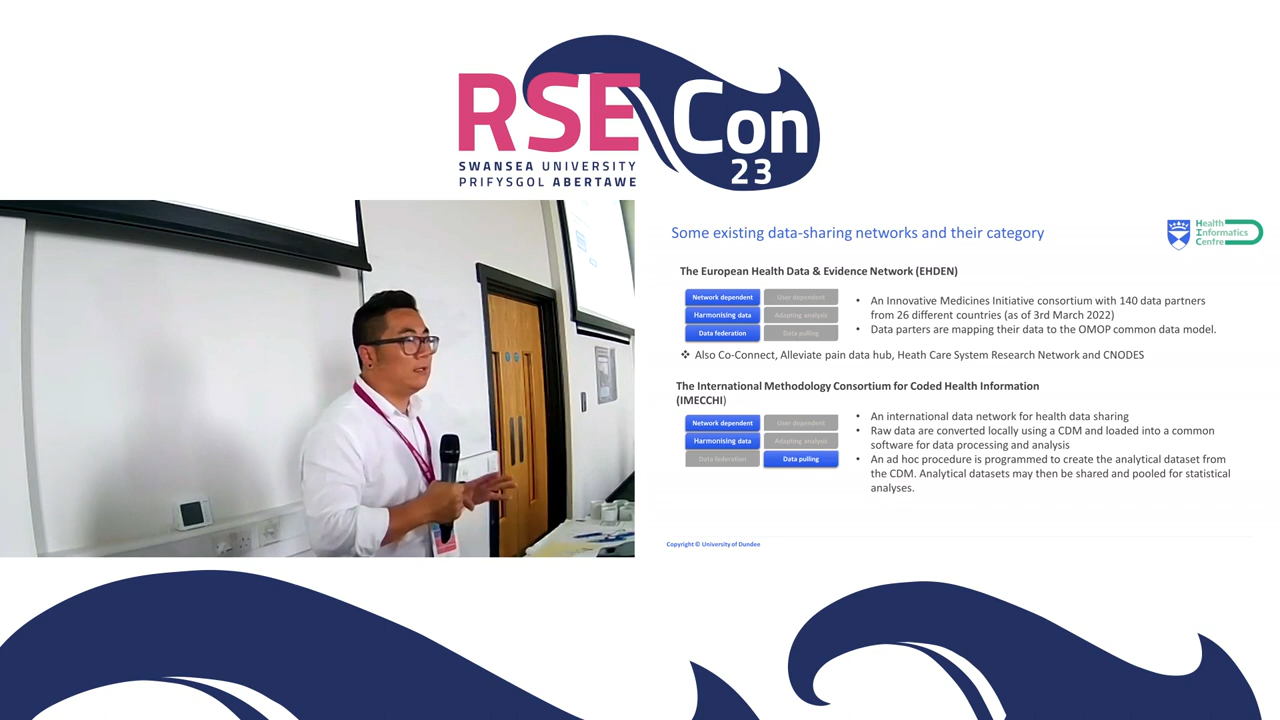 RSE Con
23
SWANSEA UNIVERSITY
PRIFYSGOL ABERTAWE
Some existing data-sharing networks and their category
Health
Informatics
Centre
The European Health Data & Evidence Network (EHDEN)
Network dependent
User dependent
Harmonising data
Adapting analysis
Data federation
Data pulling
• An Innovative Medicines Initiative consortium with 140 data partners
from 26 different countries (as of 3rd March 2022)
• Data parters are mapping their data to the OMOP common data model.
❖ Also Co-Connect, Alleviate pain data hub, Heath Care System Research Network and CNODES
The International Methodology Consortium for Coded Health Information
(IMECCHI)
Network dependent
User dependent
Harmonising data
Adapting analysis
Data federation
Data pulling
• An international data network for health data sharing
• Raw data are converted locally using a CDM and loaded into a common
software for data processing and analysis
• An ad hoc procedure is programmed to create the analytical dataset from
the CDM. Analytical datasets may then be shared and pooled for statistical
analyses.
Copyright © University of Dundee